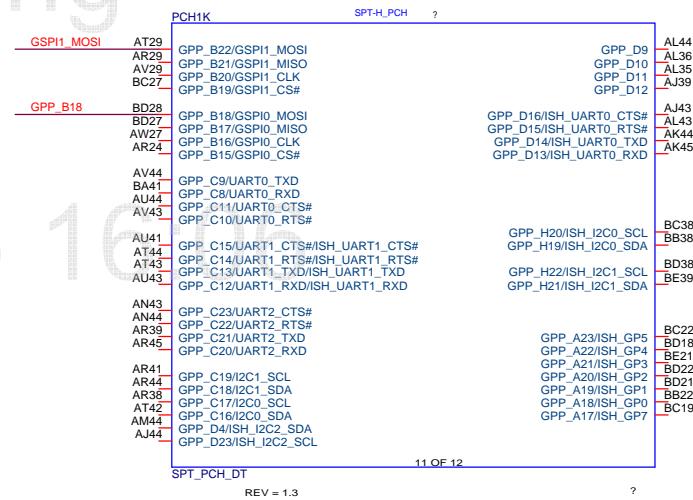 PCH1K SPT-H_PCH ?
GSPI1_MOSI AT29 GPP_B22/GSPI1_MOSI GPP_D9 AL44
AR29 GPP_B21/GSPI1_MISO GPP_D10 AL36
AV29 GPP_B20/GSPI1_CLK GPP_D11 AL35
BC27 GPP_B19/GSPI1_CS# GPP_D12 AJ39
GPP_B18 BD28 GPP_B18/GSPI0_MOSI GPP_D16/ISH_UART0_CTS# AJ43
BD27 GPP_B17/GSPI0_MISO GPP_D15/ISH_UART0_RTS# AL43
AW27 GPP_B16/GSPI0_CLK GPP_D14/ISH_UART0_TXD AK44
AR24 GPP_B15/GSPI0_CS# GPP_D13/ISH_UART0_RXD AK45
AV44 GPP_C9/UART0_TXD
BA41 GPP_C8/UART0_RXD
AU44 GPP_C11/UART0_CTS#
AV43 GPP_C10/UART0_RTS#
GPP_H20/ISH_I2C0_SCL BC38
AU41 GPP_C15/UART1_CTS#/ISH_UART1_CTS# GPP_H19/ISH_I2C0_SDA BB38
AT44 GPP_C14/UART1_RTS#/ISH_UART1_RTS#
AT43 GPP_C13/UART1_TXD/ISH_UART1_TXD GPP_H22/ISH_I2C1_SCL BD38
AU43 GPP_C12/UART1_RXD/ISH_UART1_RXD GPP_H21/ISH_I2C1_SDA BE39
AN43 GPP_C23/UART2_CTS#
AN44 GPP_C22/UART2_RTS#
AR39 GPP_C21/UART2_TXD GPP_A23/ISH_GP5 BC22
AR45 GPP_C20/UART2_RXD GPP_A22/ISH_GP4 BD18
GPP_A21/ISH_GP3 BE21
AR41 GPP_C19/I2C1_SCL GPP_A20/ISH_GP2 BD22
AR44 GPP_C18/I2C1_SDA GPP_A19/ISH_GP1 BD21
AR38 GPP_C17/I2C0_SCL GPP_A18/ISH_GP0 BB22
AT42 GPP_C16/I2C0_SDA GPP_A17/ISH_GP7 BC19
AM44 GPP_D4/ISH_I2C2_SDA
AJ44 GPP_D23/ISH_I2C2_SCL
11 OF 12
SPT_PCH_DT
REV = 1.3 ?